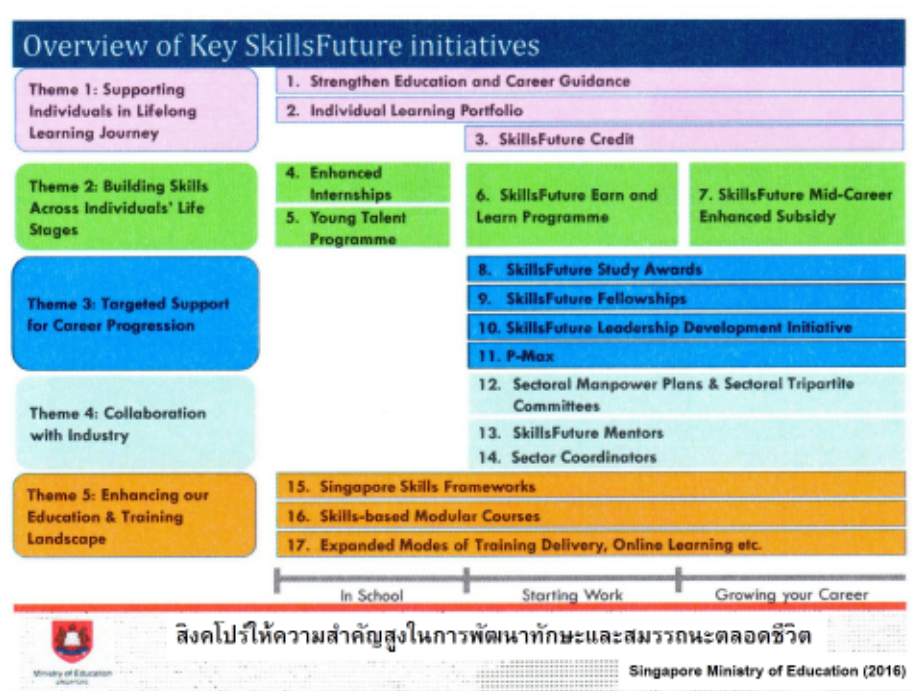 Overview of Key SkillsFuture initiatives
Theme 1: Supporting
Individuals in Lifelong
Learning Journey
1. Strengthen Education and Career Guidance
2. Individual Learning Portfolio
3. SkillsFuture Credit
Theme 2: Building Skills
Across Individuals' Life
Stages
4. Enhanced
Internships
5. Young Talent
Programme
6. SkillsFuture Earn and
Learn Programme
7. SkillsFuture Mid-Career
Enhanced Subsidy
Theme 3: Targeted Support
for Career Progression
8. SkillsFuture Study Awards
9. SkillsFuture Fellowships
10. SkillsFuture Leadership Development Initiative
11. P-Max
Theme 4: Collaboration
with Industry
12. Sectoral Manpower Plans & Sectoral Tripartite
Committees
13. SkillsFuture Mentors
14. Sector Coordinators
Theme 5: Enhancing our
Education & Training
Landscape
15. Singapore Skills Frameworks
16. Skills-based Modular Courses
17. Expanded Modes of Training Delivery, Online Learning etc.
In School
Starting Work
Growing your Career
สิงคโปร์ให้ความสำคัญสูงในการพัฒนาทักษะและสมรรถนะตลอดชีวิต
Ministry of Education
SINGAPORE
Singapore Ministry of Education (2016)